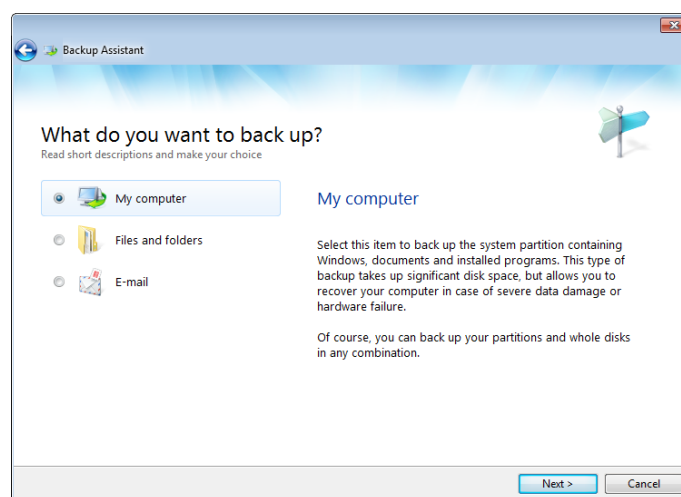 Backup Assistant
What do you want to back up?
Read short descriptions and make your choice
My computer
Files and folders
E-mail
My computer
Select this item to back up the system partition containing
Windows, documents and installed programs. This type of
backup takes up significant disk space, but allows you to
recover your computer in case of severe data damage or
hardware failure.
Of course, you can back up your partitions and whole disks
in any combination.
Next >
Cancel